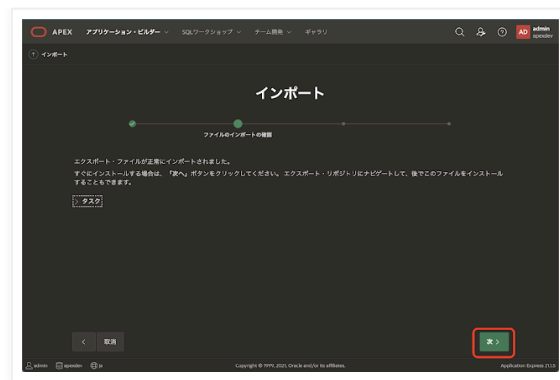 APEX アプリケーション・ビルダー SQLワークショップ チーム開発 ギャラリ AD admin
apexdev
インポート
インポート
ファイルのインポートの確認
エクスポート・ファイルが正常にインポートされました。
すぐにインストールする場合は、「次へ」ボタンをクリックしてください。エクスポート・リポジトリにナビゲートして、後でこのファイルをインストール
することもできます。
> タスク
< 取消 次 >
admin apexdev ja Copyright © 1999, 2021, Oracle and/or its affiliates. Application Express 21.1.0